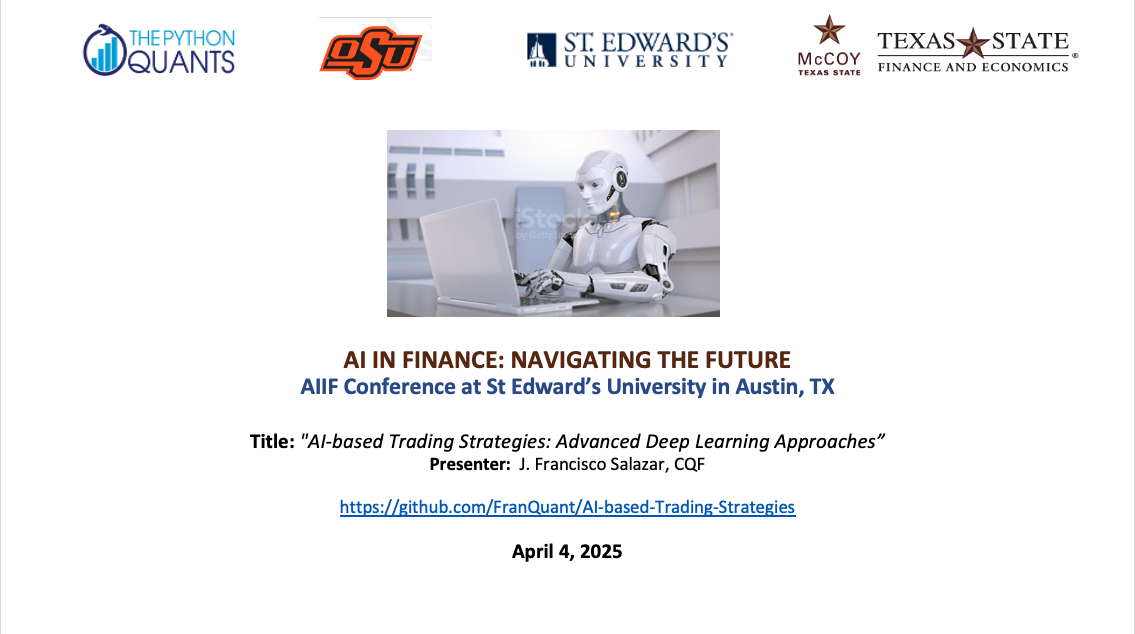 THE PYTHON QUANTS
OSU
ST. EDWARD'S® UNIVERSITY
McCOY
TEXAS STATE
TEXAS STATE®
FINANCE AND ECONOMICS
iStock
by Getty
AI IN FINANCE: NAVIGATING THE FUTURE
AIIF Conference at St Edward’s University in Austin, TX
Title: "AI-based Trading Strategies: Advanced Deep Learning Approaches”
Presenter: J. Francisco Salazar, CQF
https://github.com/FranQuant/AI-based-Trading-Strategies
April 4, 2025